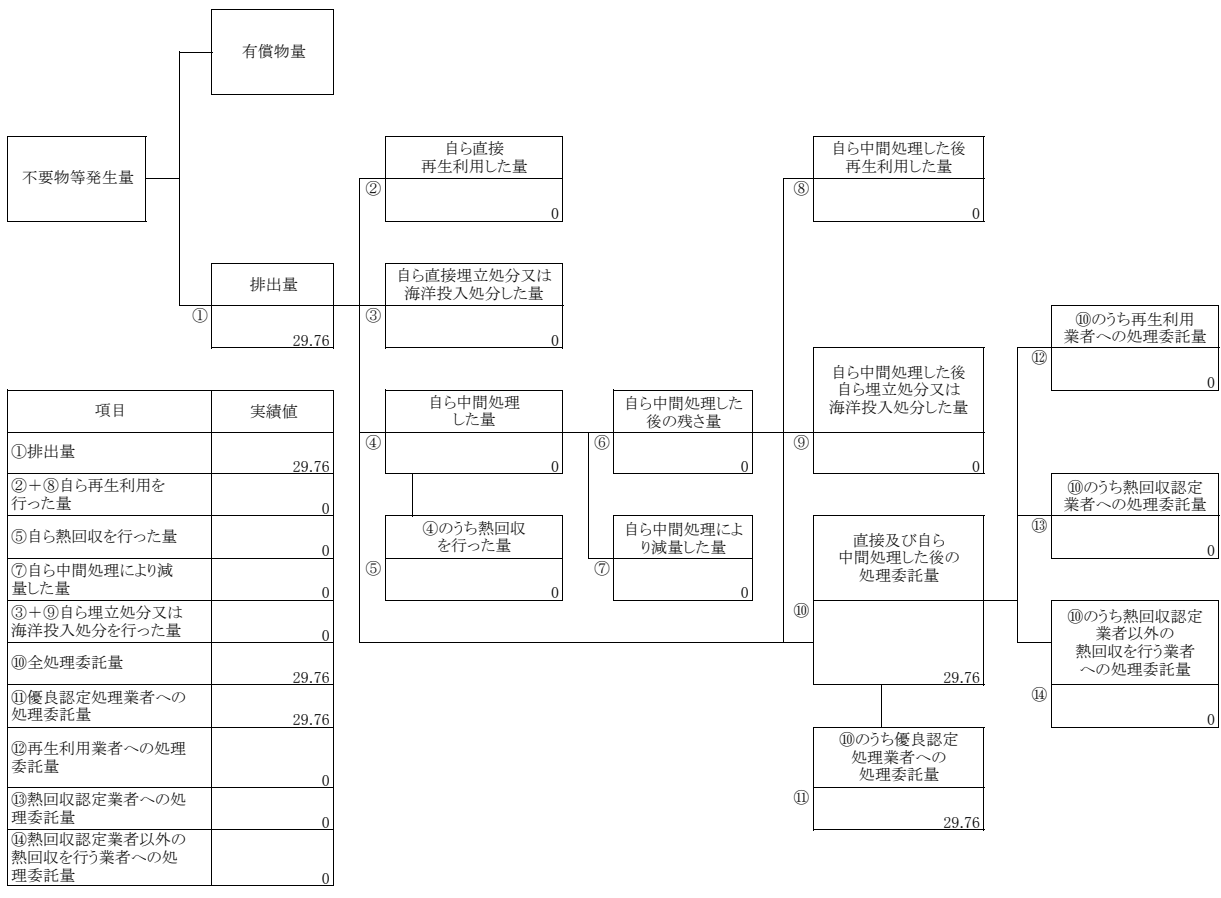 有償物量
不要物等発生量
排出量
①
29.76
自ら直接
再生利用した量
②
0
自ら直接埋立処分又は
海洋投入処分した量
③
0
自ら中間処理
した量
④
0
④のうち熱回収
を行った量
⑤
0
自ら中間処理した
後の残さ量
⑥
0
自ら中間処理によ
り減量した量
⑦
0
自ら中間処理した後
再生利用した量
⑧
0
自ら中間処理した後
自ら埋立処分又は
海洋投入処分した量
⑨
0
直接及び自ら
中間処理した後の
処理委託量
⑩
29.76
⑩のうち優良認定
処理業者への
処理委託量
⑪
29.76
⑩のうち再生利用
業者への処理委託量
⑫
0
⑩のうち熱回収認定
業者への処理委託量
⑬
0
⑩のうち熱回収認定
業者以外の
熱回収を行う業者
への処理委託量
⑭
0
項目 実績値
①排出量
29.76
②＋⑧自ら再生利用を
行った量
0
⑤自ら熱回収を行った量
0
⑦自ら中間処理により減
量した量
0
③＋⑨自ら埋立処分又は
海洋投入処分を行った量
0
⑩全処理委託量
29.76
⑪優良認定処理業者への
処理委託量
29.76
⑫再生利用業者への処理
委託量
0
⑬熱回収認定業者への処
理委託量
0
⑭熱回収認定業者以外の
熱回収を行う業者への処
理委託量
0